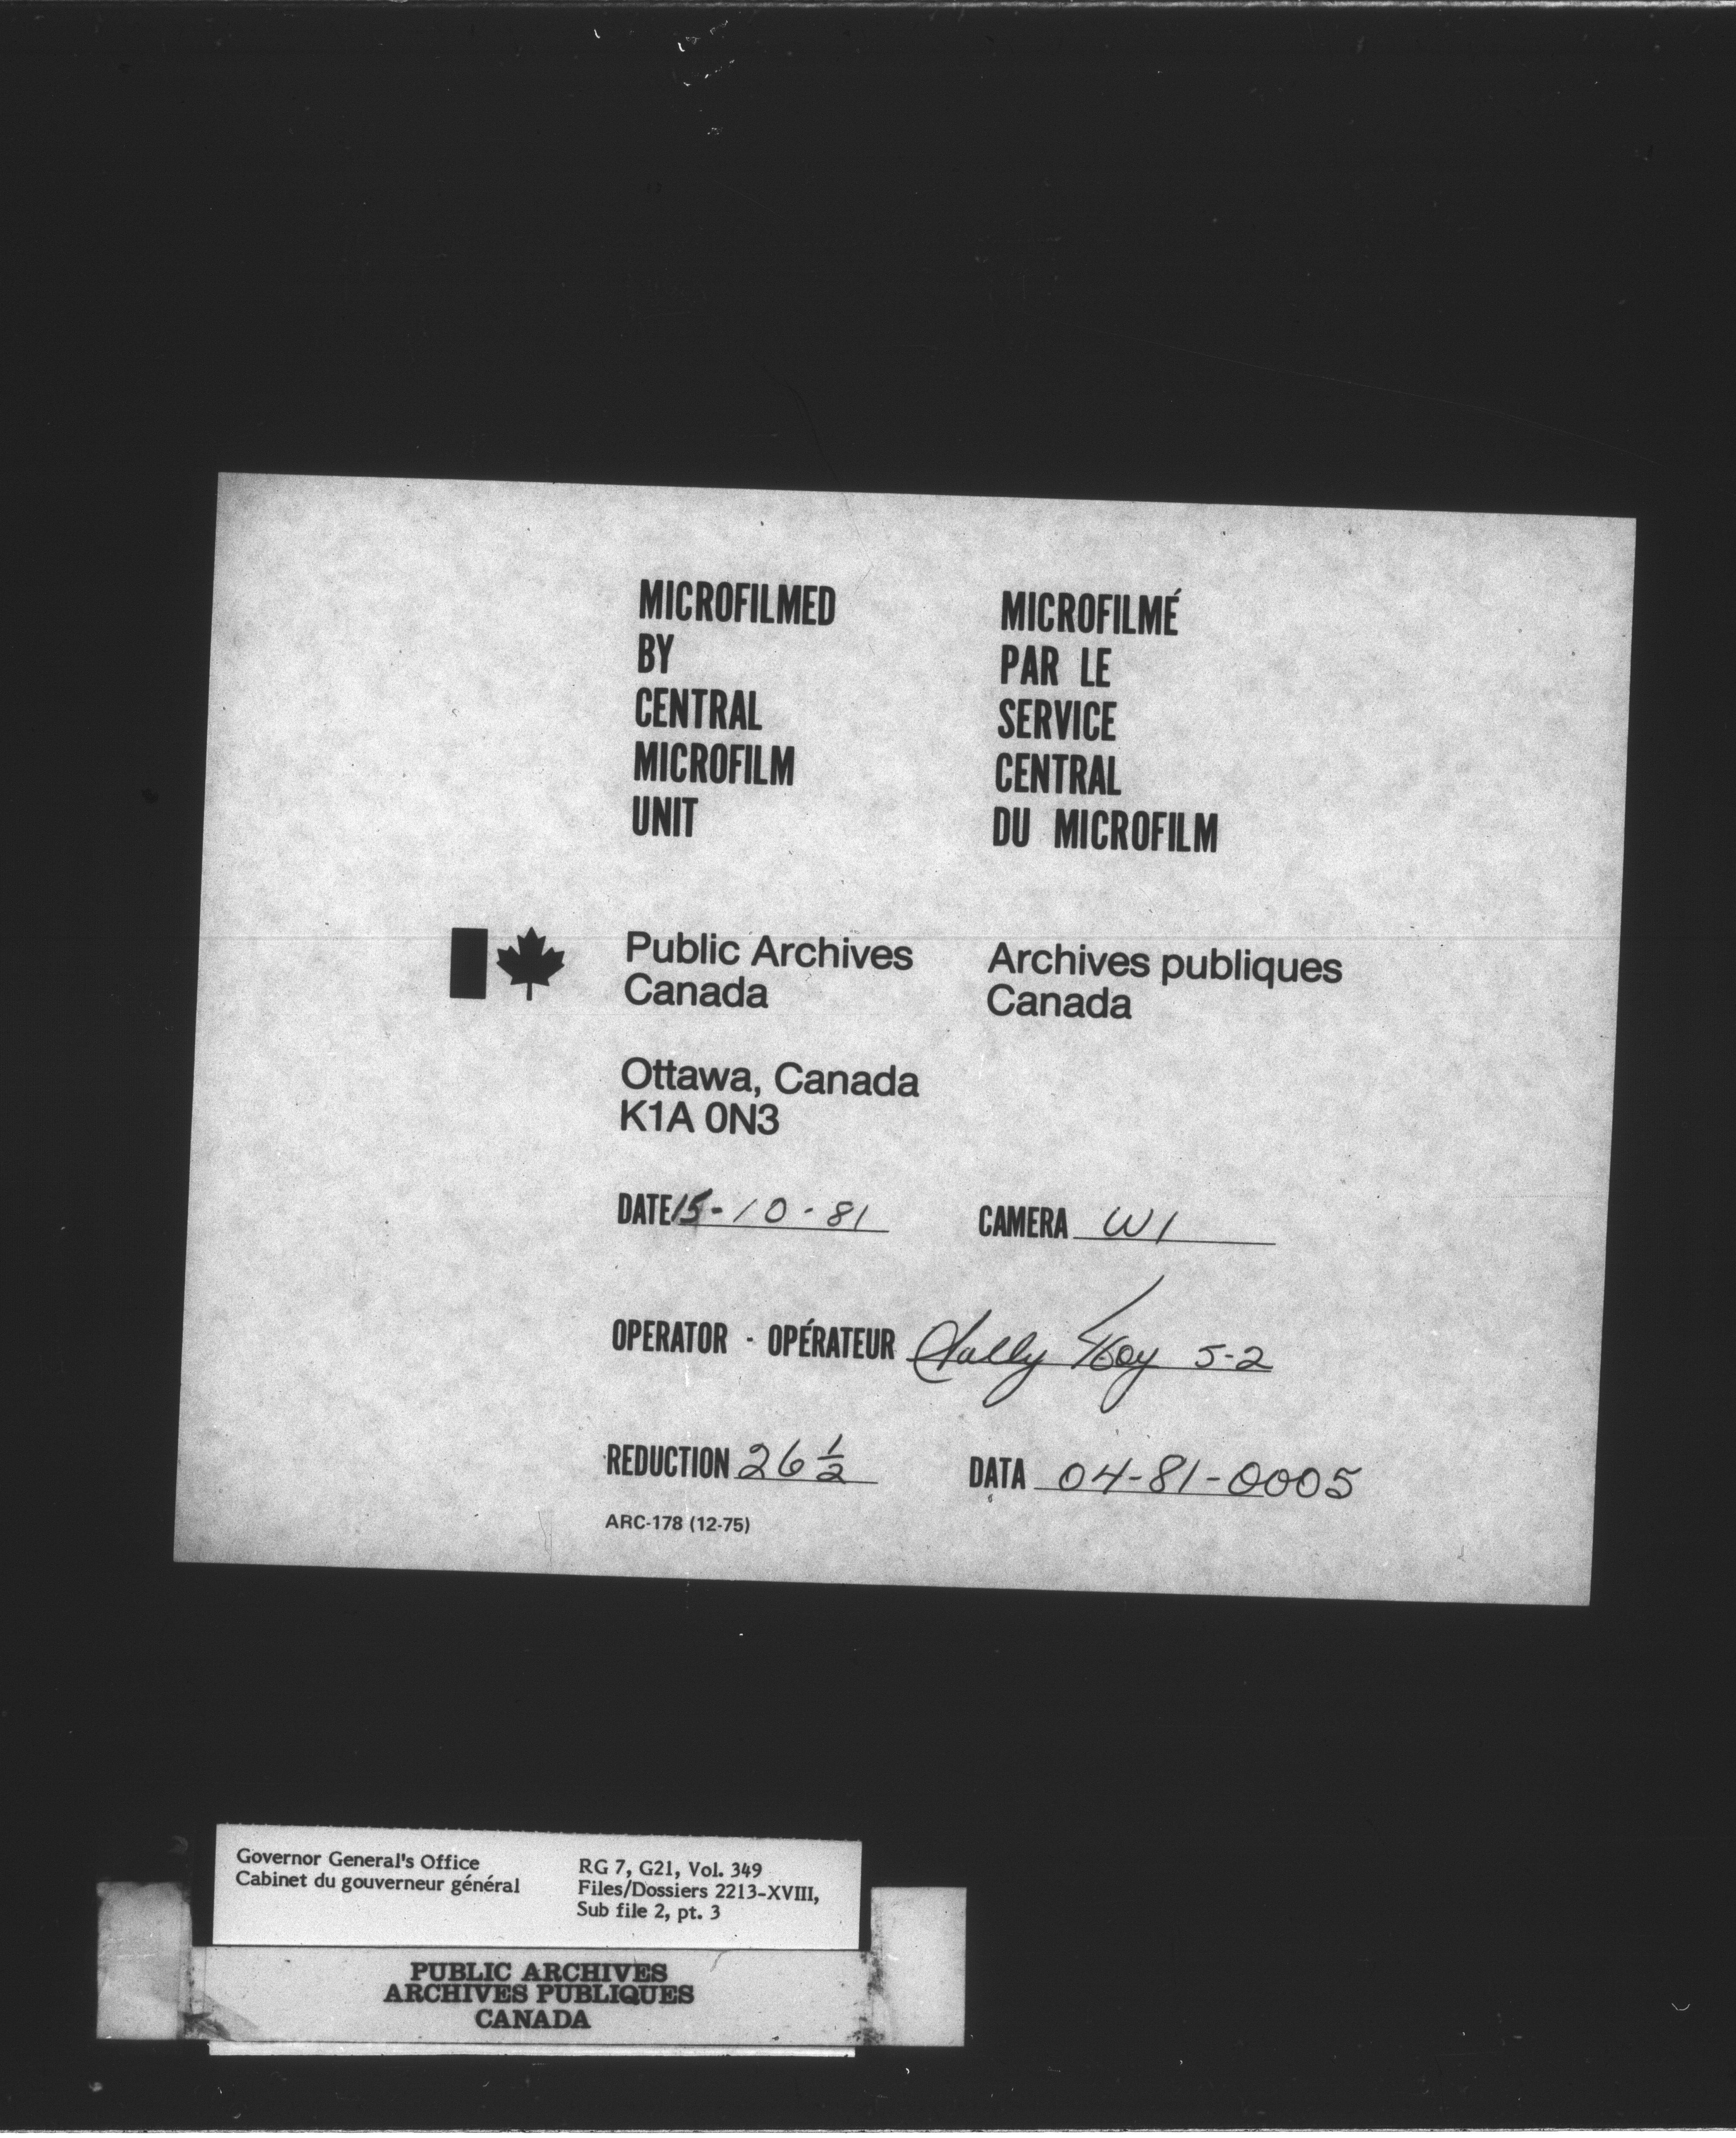 MICROFILMED
BY
CENTRAL
MICROFILM
UNIT
MICROFILMÉ
PAR LE
SERVICE
CENTRAL
DU MICROFILM
Public Archives
Canada
Archives publiques
Canada
Ottawa, Canada
K1A 0N3
DATE 15-10-81
CAMERA W1
OPERATOR - OPÉRATEUR 5-2
REDUCTION 26 1/2
DATA 04-81-0005
ARC-178 (12-75)
Governor General's Office
Cabinet du gouverneur général
RG 7, G21, Vol. 349
Files/Dossiers 2213-XVIII,
Sub file 2, pt. 3
PUBLIC ARCHIVES
ARCHIVES PUBLIQUES
CANADA